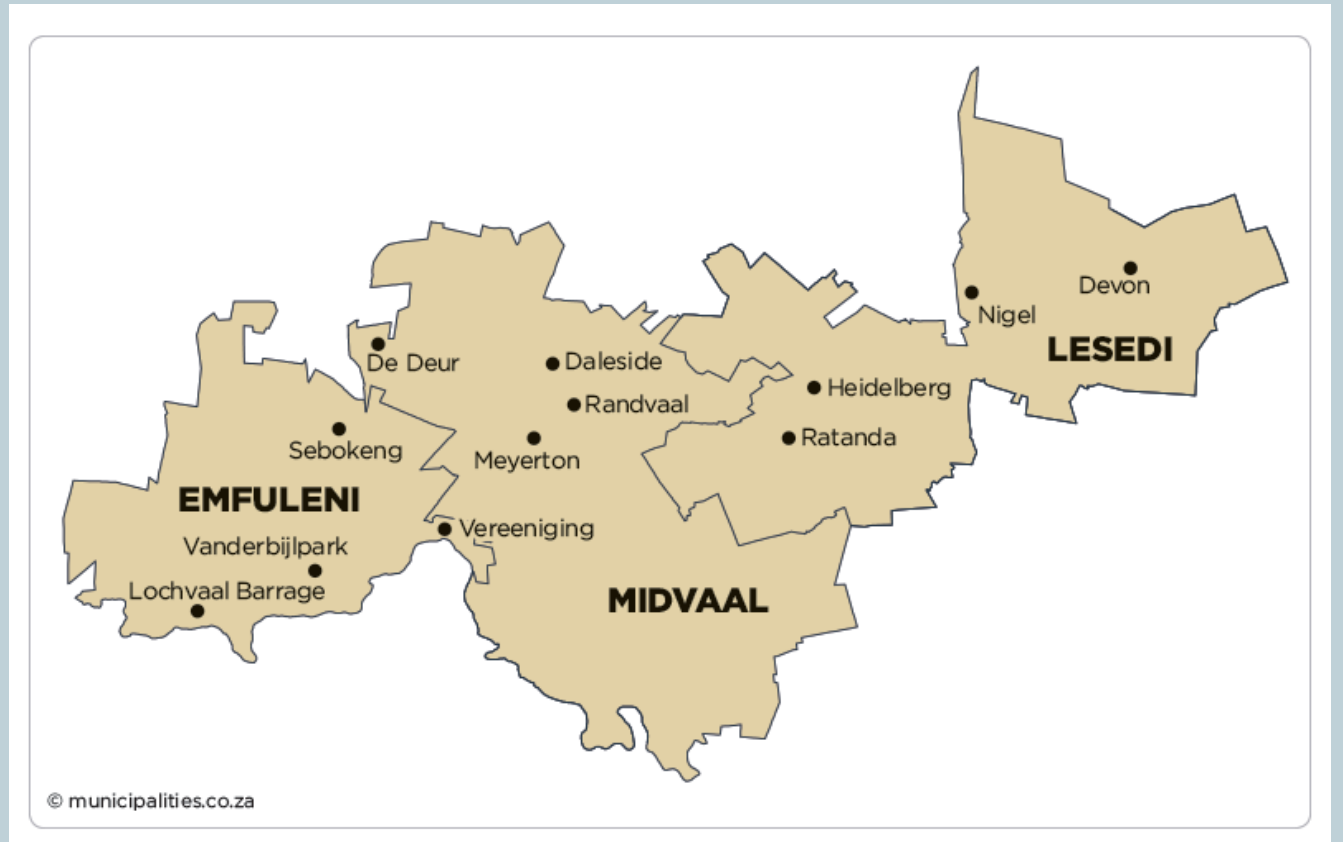 Devon
Nigel
LESEDI
De Deur
Daleside
Heidelberg
Randvaal
Ratanda
Sebokeng
Meyerton
EMFULENI
Vereeniging
Vanderbijlpark
Lochvaal Barrage
MIDVAAL
© municipalities.co.za